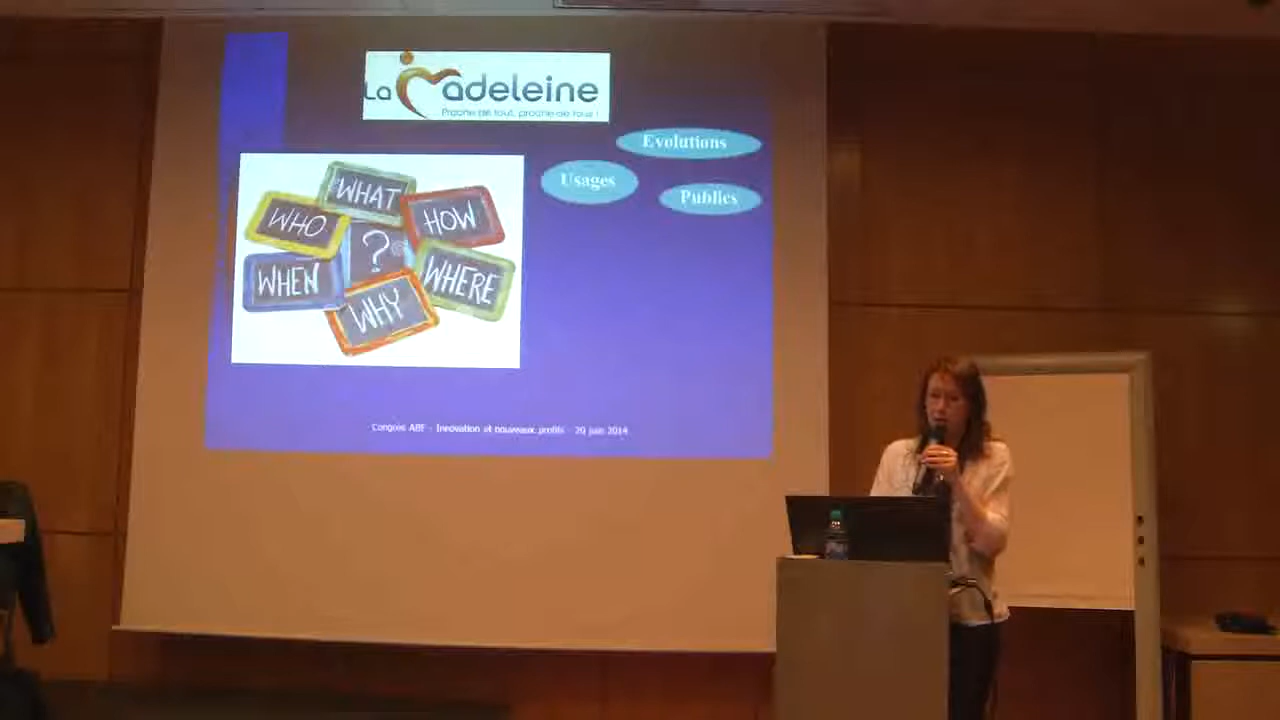 La Madeleine
Proche de tout, proche de tous !
Evolutions
Usages
Publics
WHAT
WHO
HOW
?
WHEN
WHERE
WHY
Congrès ABF - Innovation et nouveaux profils - 20 juin 2014